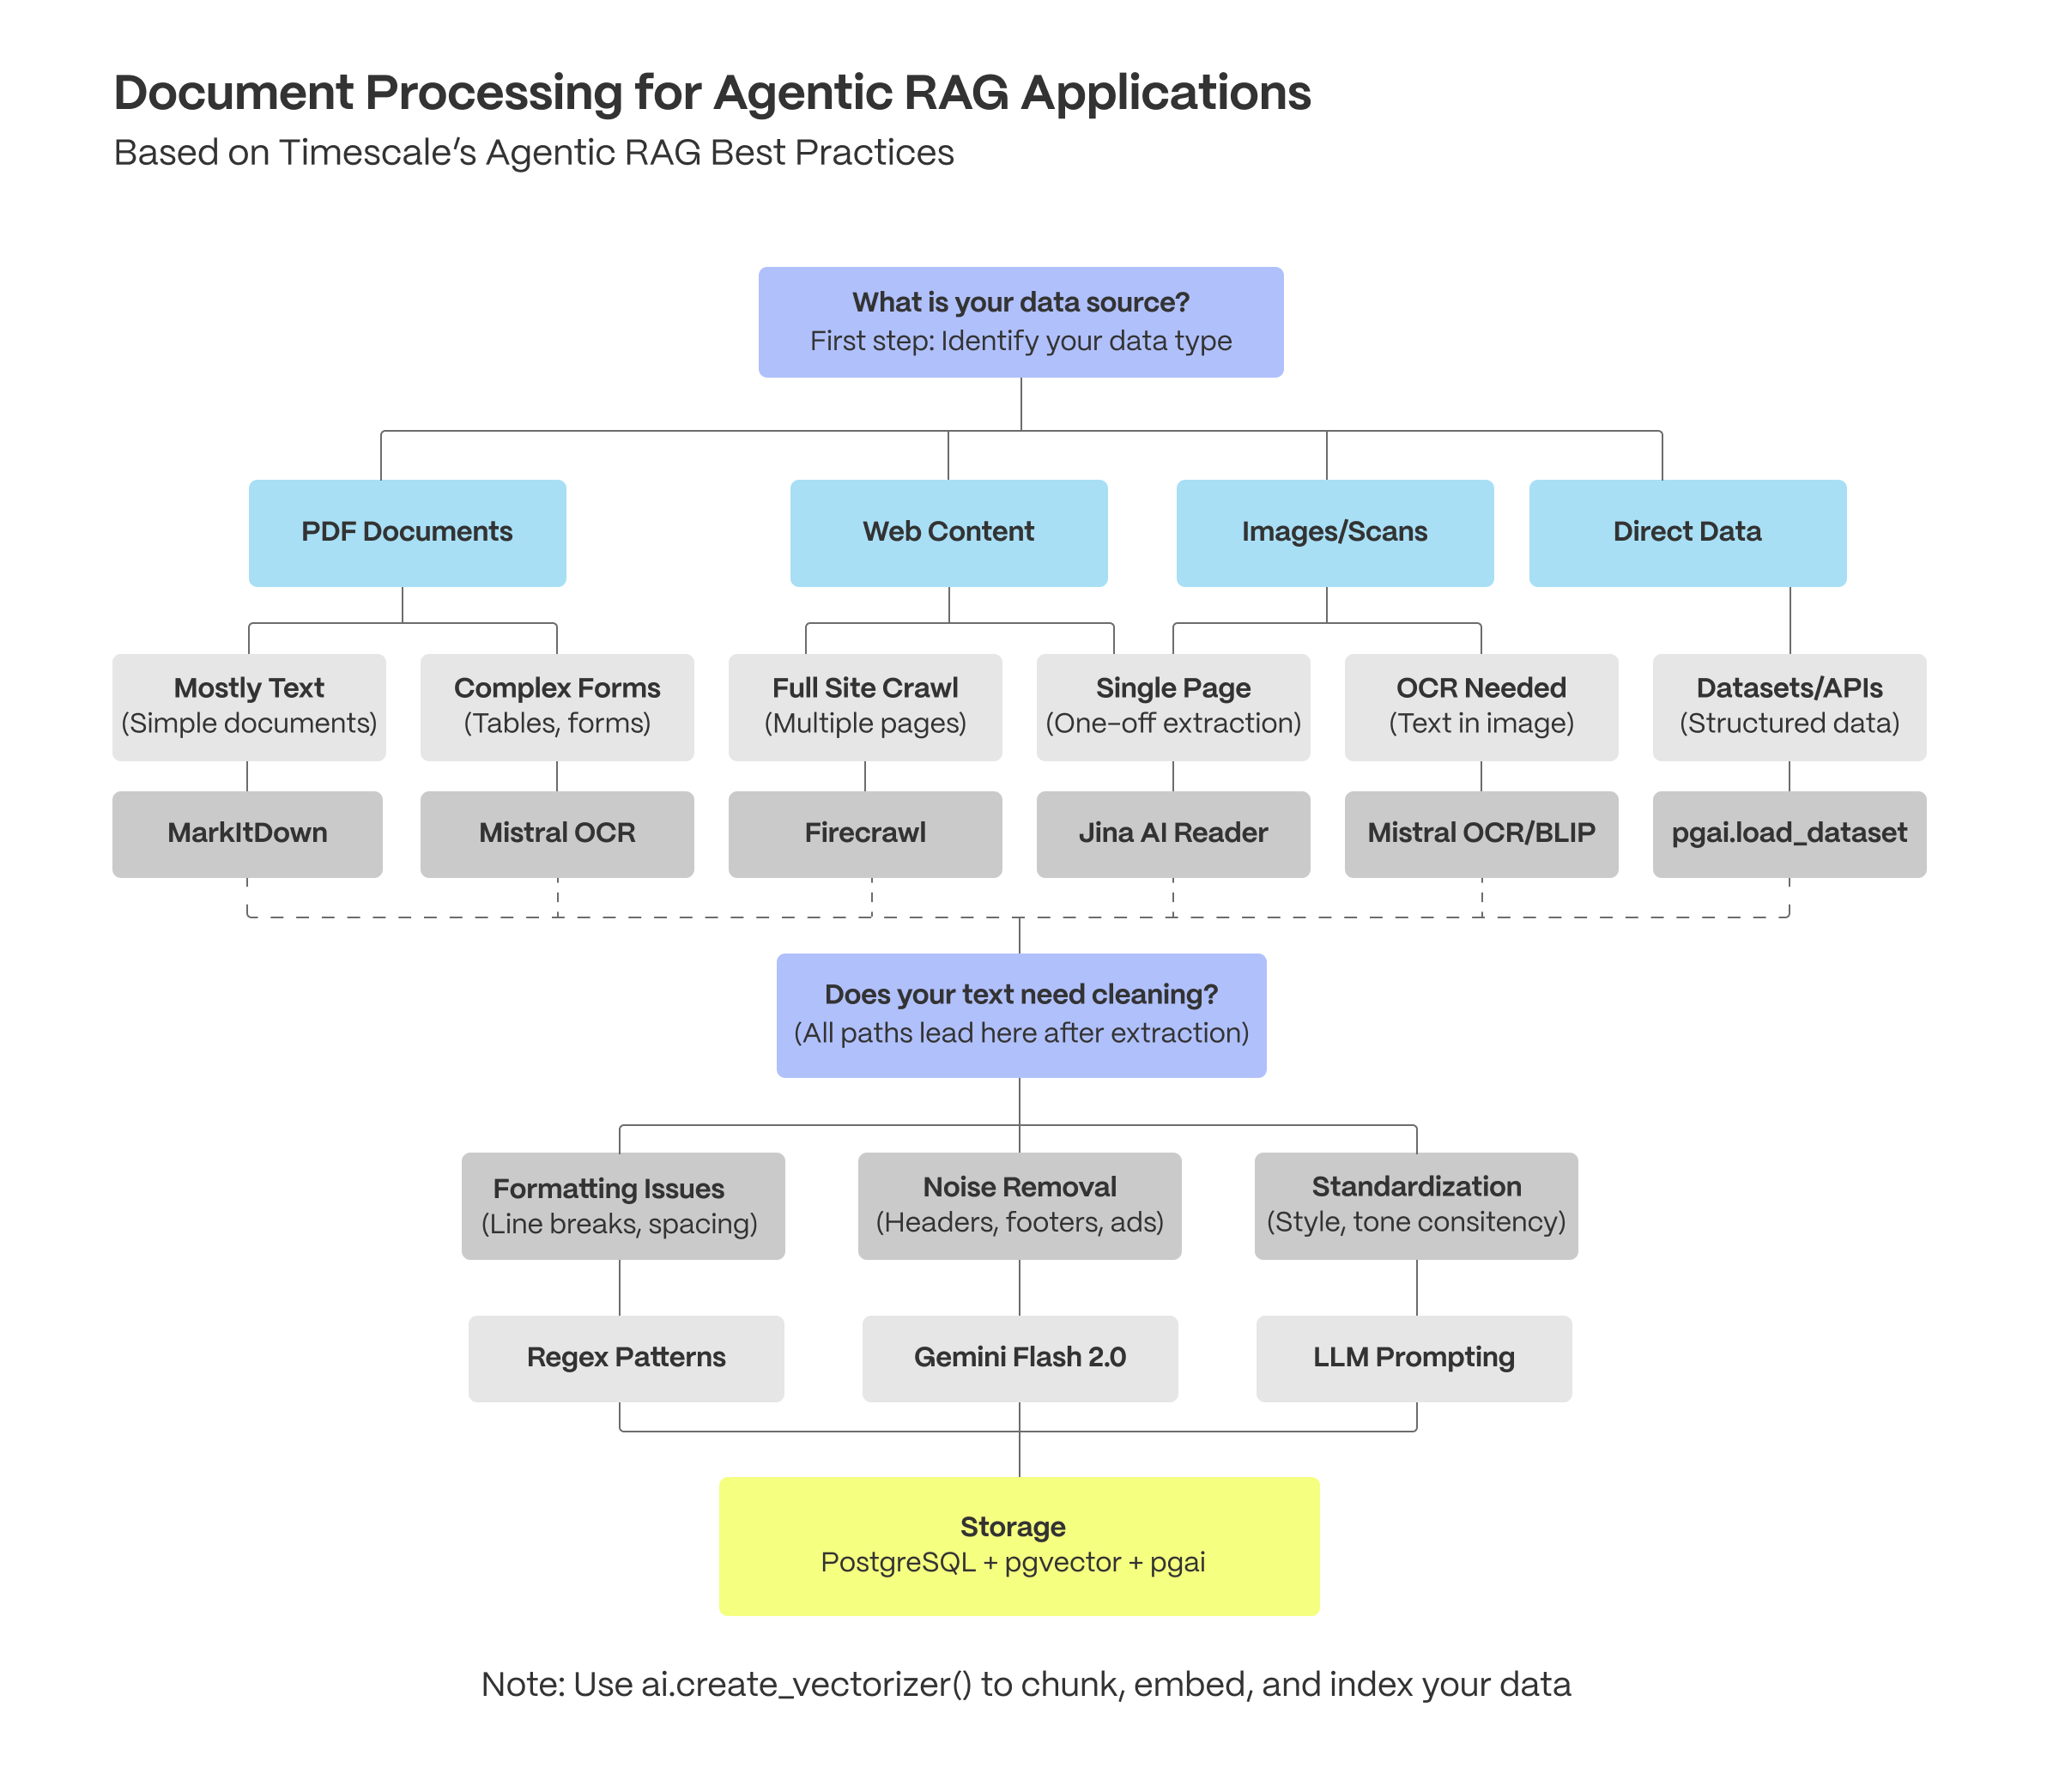 Document Processing for Agentic RAG Applications
Based on Timescale’s Agentic RAG Best Practices
What is your data source?
First step: Identify your data type
PDF Documents
Web Content
Images/Scans
Direct Data
Mostly Text
(Simple documents)
Complex Forms
(Tables, forms)
Full Site Crawl
(Multiple pages)
Single Page
(One-off extraction)
OCR Needed
(Text in image)
Datasets/APIs
(Structured data)
MarkItDown
Mistral OCR
Firecrawl
Jina AI Reader
Mistral OCR/BLIP
pgai.load_dataset
Does your text need cleaning?
(All paths lead here after extraction)
Formatting Issues
(Line breaks, spacing)
Noise Removal
(Headers, footers, ads)
Standardization
(Style, tone consitency)
Regex Patterns
Gemini Flash 2.0
LLM Prompting
Storage
PostgreSQL + pgvector + pgai
Note: Use ai.create_vectorizer() to chunk, embed, and index your data